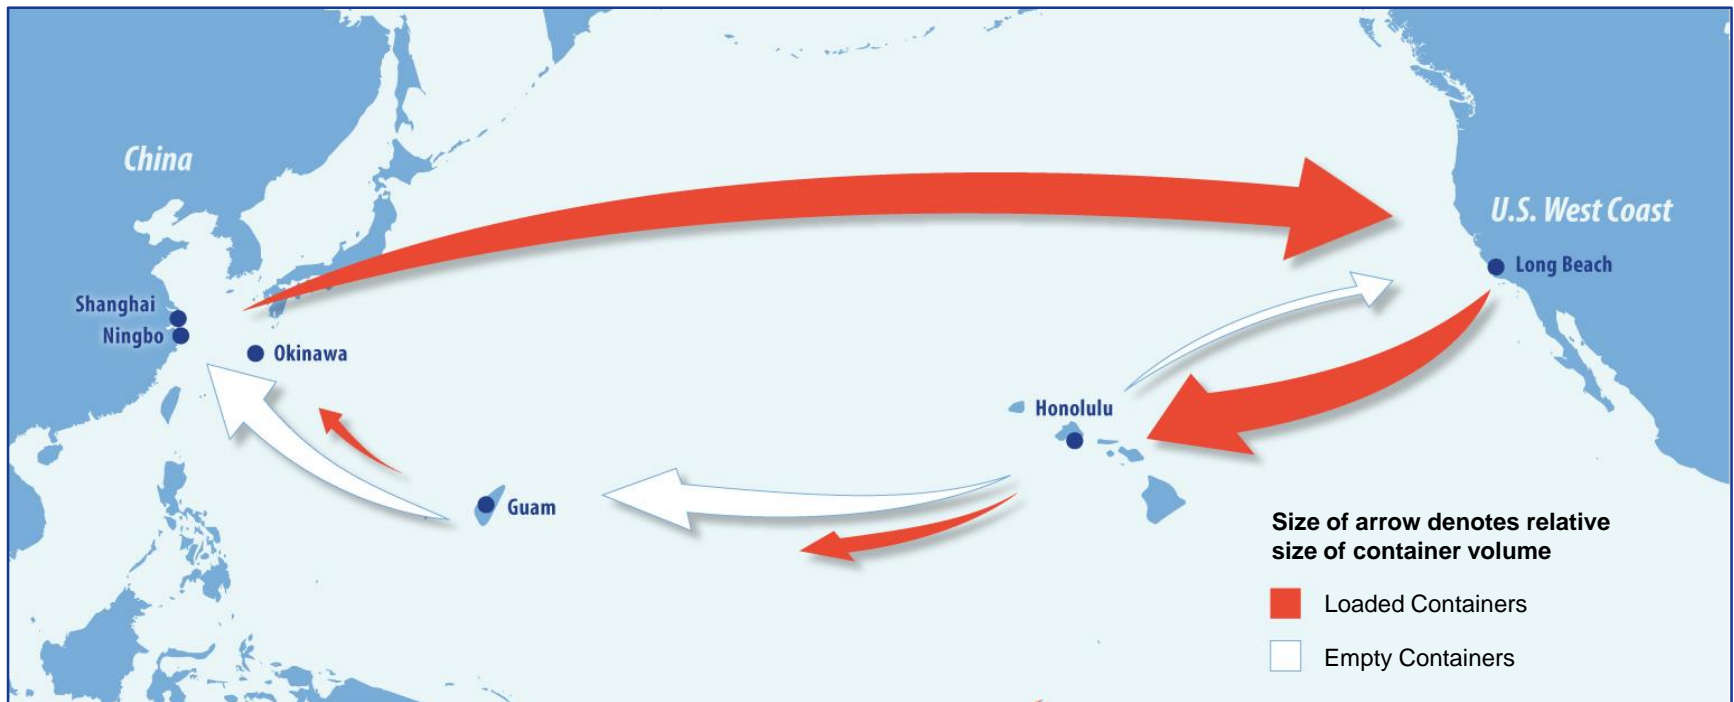 China
U.S. West Coast
Long Beach
Shanghai
Ningbo
Okinawa
Honolulu
Guam
Size of arrow denotes relative
size of container volume
Loaded Containers
Empty Containers